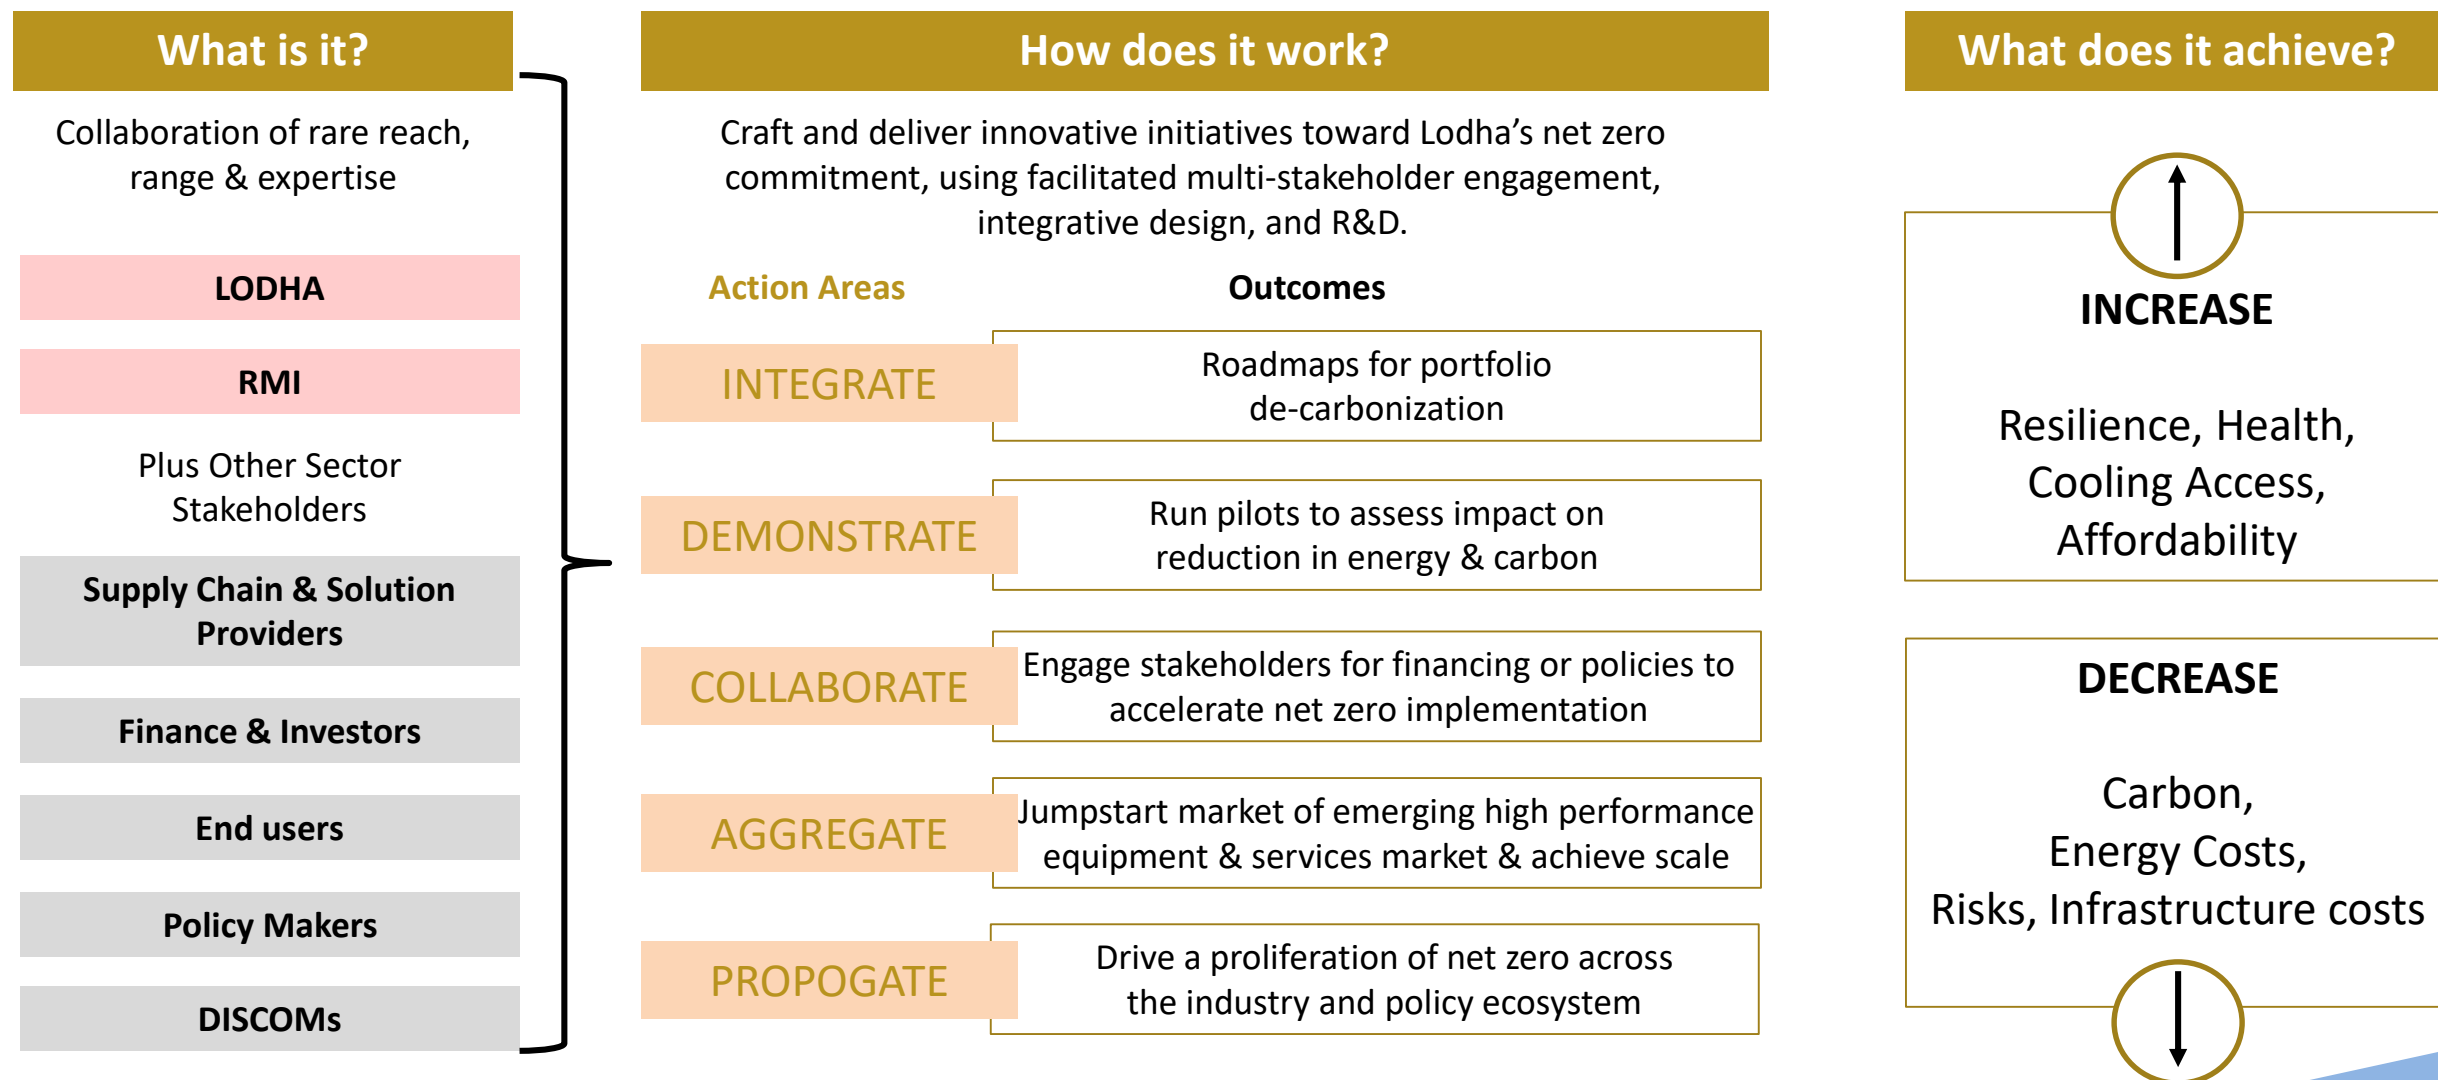 What is it?
Collaboration of rare reach,
range & expertise
LODHA
RMI
Plus Other Sector
Stakeholders
Supply Chain & Solution
Providers
Finance & Investors
End users
Policy Makers
DISCOMs
How does it work?
Craft and deliver innovative initiatives toward Lodha’s net zero
commitment, using facilitated multi-stakeholder engagement,
integrative design, and R&D.
Action Areas
Outcomes
INTEGRATE
Roadmaps for portfolio
de-carbonization
DEMONSTRATE
Run pilots to assess impact on
reduction in energy & carbon
COLLABORATE
Engage stakeholders for financing or policies to
accelerate net zero implementation
AGGREGATE
Jumpstart market of emerging high performance
equipment & services market & achieve scale
PROPOGATE
Drive a proliferation of net zero across
the industry and policy ecosystem
What does it achieve?
INCREASE
Resilience, Health,
Cooling Access,
Affordability
DECREASE
Carbon,
Energy Costs,
Risks, Infrastructure costs